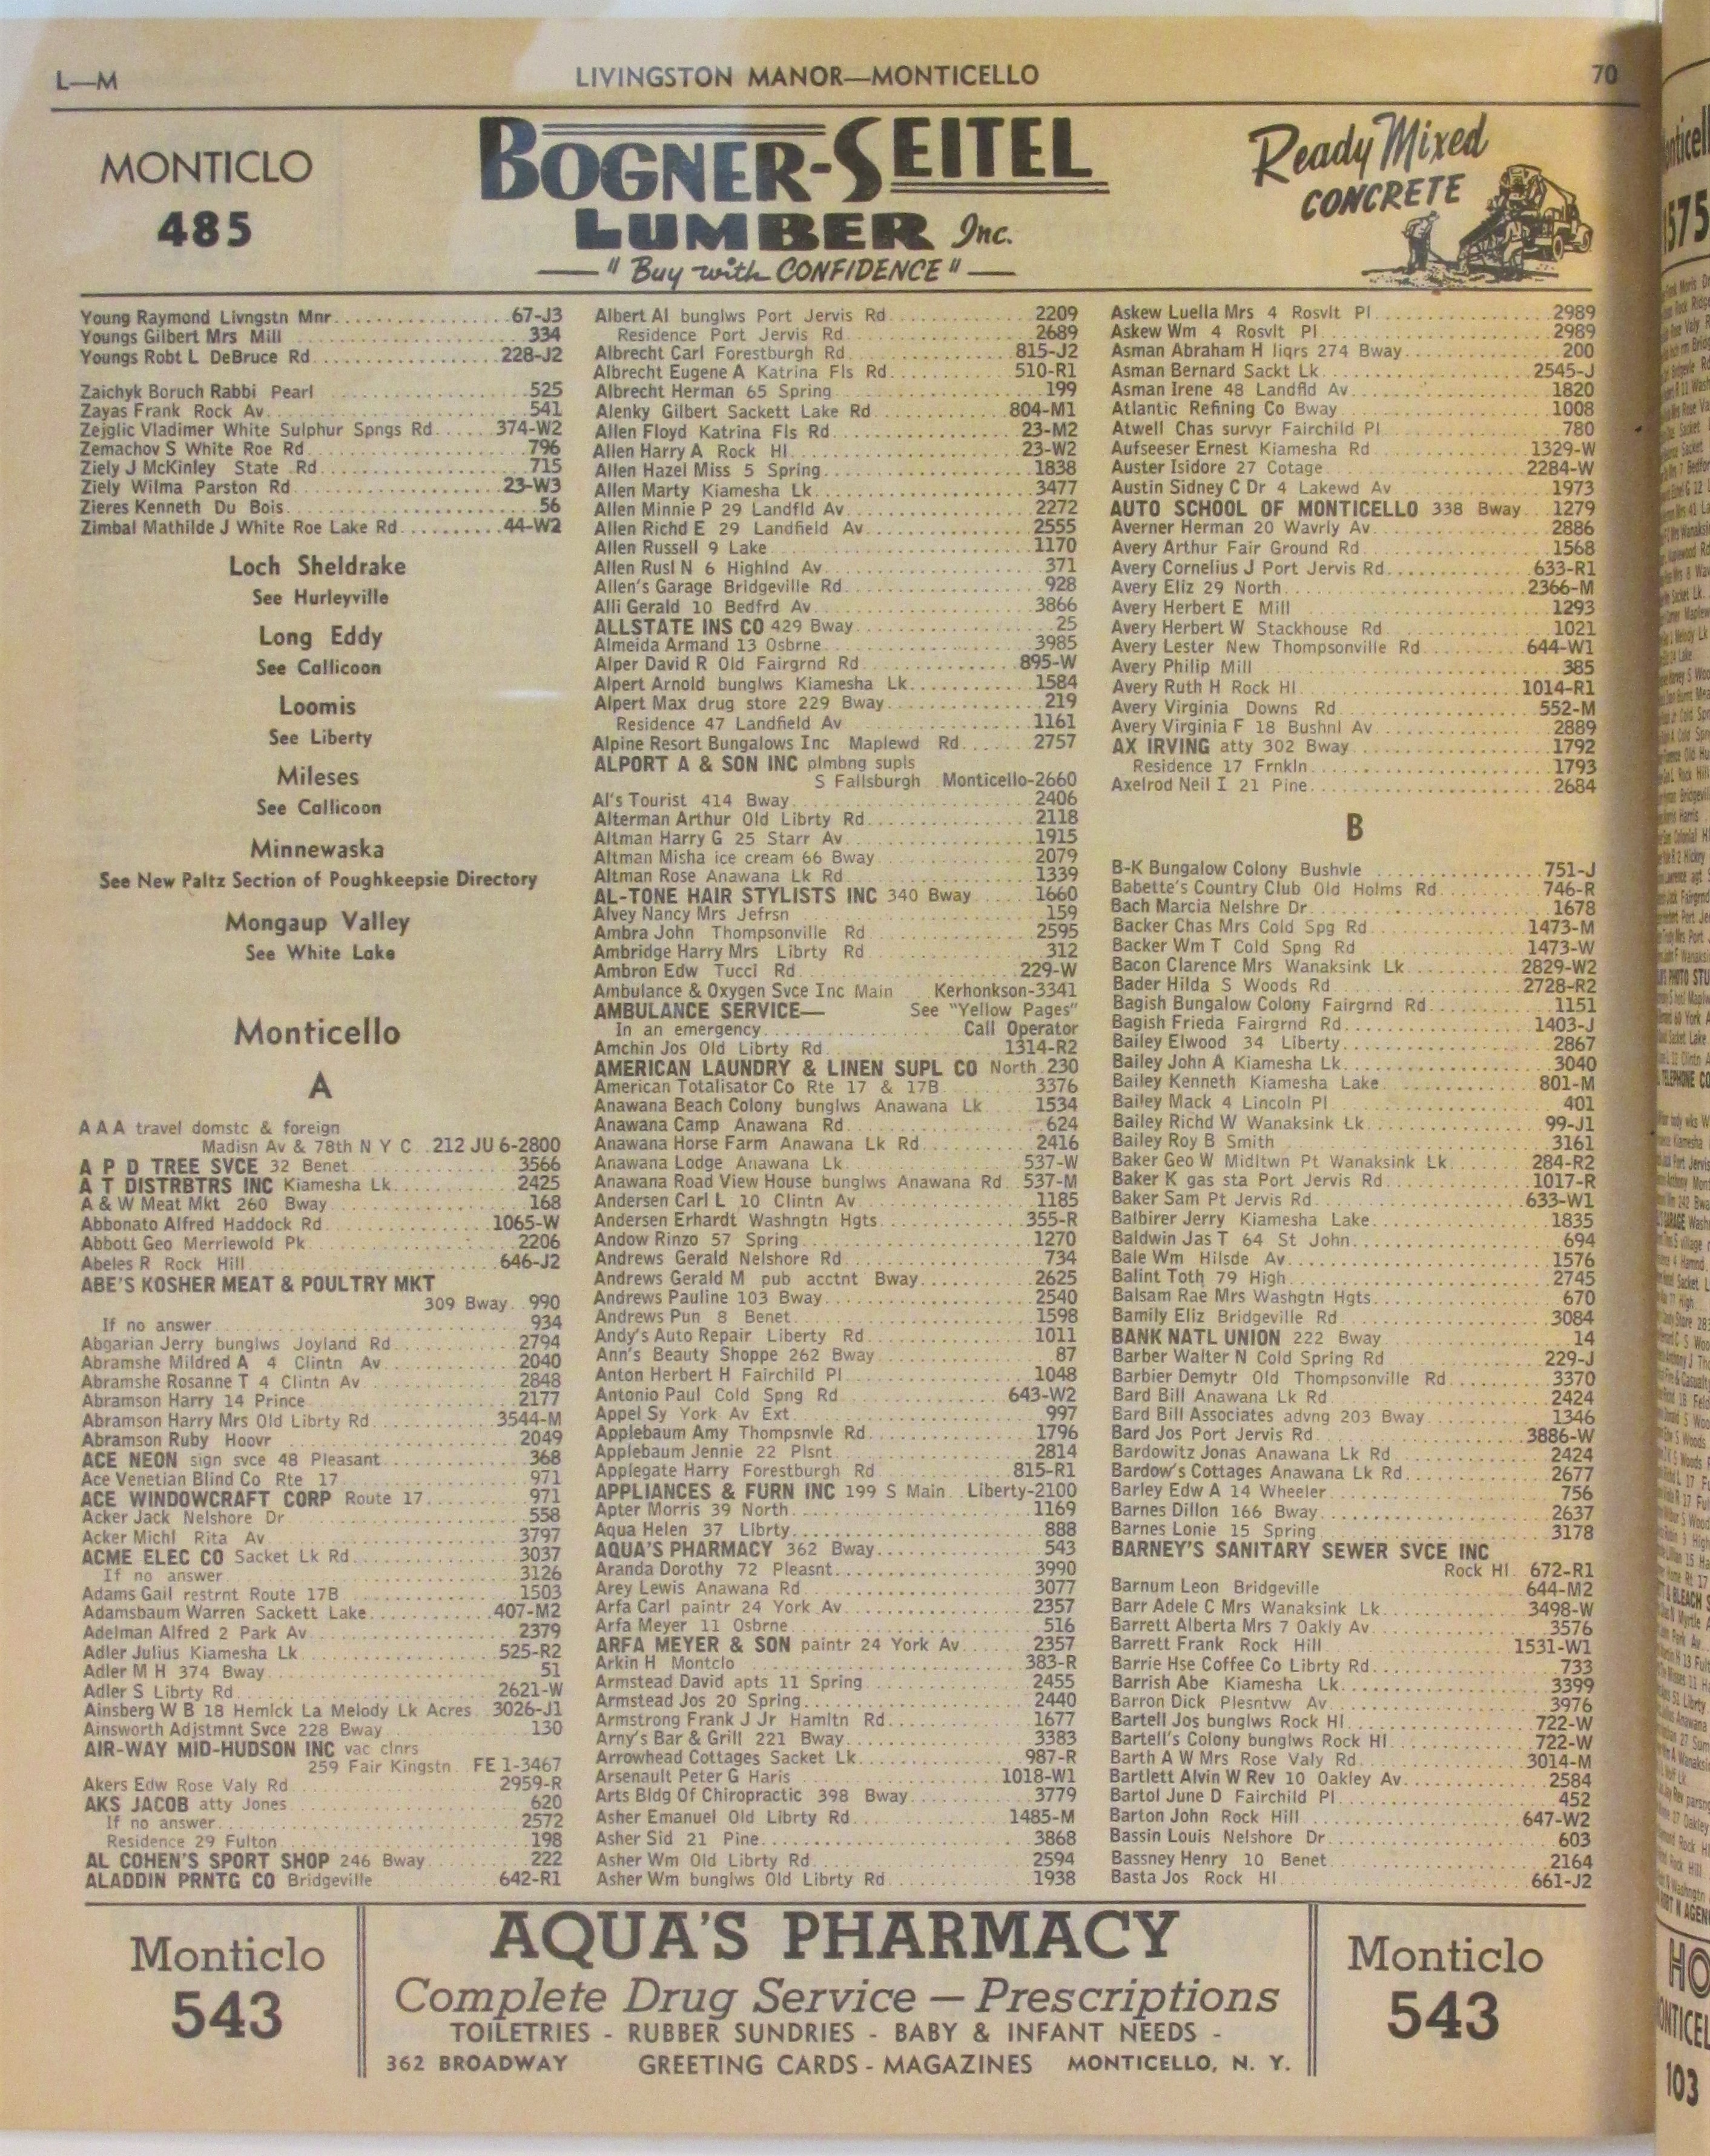 L—M
LIVINGSTON MANOR—MONTICELLO
70
MONTICLO
485
BOGNER-SEITEL
LUMBER Inc.
"Buy with CONFIDENCE"
Ready Mixed
CONCRETE
Young Raymond Livngstn Mnr 67-J3
Youngs Gilbert Mrs Mill 334
Youngs Robt L DeBruce Rd 228-J2
Zaichyk Boruch Rabbi Pearl 525
Zayas Frank Rock Av 541
Zejglic Vladimer White Sulphur Spngs Rd 374-W2
Zemachov S White Roe Rd 796
Ziely J McKinley State Rd 715
Ziely Wilma Parston Rd 23-W3
Zieres Kenneth Du Bois 56
Zimbal Mathilde J White Roe Lake Rd 44-W2
Loch Sheldrake
See Hurleyville
Long Eddy
See Callicoon
Loomis
See Liberty
Mileses
See Callicoon
Minnewaska
See New Paltz Section of Poughkeepsie Directory
Mongaup Valley
See White Lake
Monticello
A
A A A travel domstc & foreign
Madisn Av & 78th N Y C 212 JU 6-2800
A P D TREE SVCE 32 Benet 3566
A T DISTRBTRS INC Kiamesha Lk 2425
A & W Meat Mkt 260 Bway 168
Abbonato Alfred Haddock Rd 1065-W
Abbott Geo Merriewold Pk 2206
Abeles R Rock Hill 646-J2
ABE'S KOSHER MEAT & POULTRY MKT
309 Bway 990
If no answer 934
Abgarian Jerry bunglws Joyland Rd 2794
Abramshe Mildred A 4 Clintn Av 2040
Abramshe Rosanne T 4 Clintn Av 2848
Abramson Harry 14 Prince 2177
Abramson Harry Mrs Old Librty Rd 3544-M
Abramson Ruby Hoovr 2049
ACE NEON sign svce 48 Pleasant 368
Ace Venetian Blind Co Rte 17 971
ACE WINDOWCRAFT CORP Route 17 971
Acker Jack Nelshore Dr 558
Acker Michl Rita Av 3797
ACME ELEC CO Sacket Lk Rd 3037
If no answer 3126
Adams Gail restrnt Route 17B 1503
Adamsbaum Warren Sackett Lake 407-M2
Adelman Alfred 2 Park Av 2379
Adler Julius Kiamesha Lk 525-R2
Adler M H 374 Bway 51
Adler S Librty Rd 2621-W
Ainsberg W B 18 Hemlck La Melody Lk Acres 3026-J1
Ainsworth Adjstmnt Svce 228 Bway 130
AIR-WAY MID-HUDSON INC vac clnrs
259 Fair Kingstn FE 1-3467
Akers Edw Rose Valy Rd 2959-R
AKS JACOB atty Jones 620
If no answer 2572
Residence 29 Fulton 198
AL COHEN'S SPORT SHOP 246 Bway 222
ALADDIN PRNTG CO Bridgeville 642-R1
Albert Al bunglws Port Jervis Rd 2209
Residence Port Jervis Rd 2689
Albrecht Carl Forestburgh Rd 815-J2
Albrecht Eugene A Katrina Fls Rd 510-R1
Albrecht Herman 65 Spring 199
Alenky Gilbert Sackett Lake Rd 804-M1
Allen Floyd Katrina Fls Rd 23-M2
Allen Harry A Rock Hl 23-W2
Allen Hazel Miss 5 Spring 1838
Allen Marty Kiamesha Lk 3477
Allen Minnie P 29 Landfld Av 2272
Allen Richd E 29 Landfield Av 2555
Allen Russell 9 Lake 1170
Allen Rusl N 6 Highlnd Av 371
Allen's Garage Bridgeville Rd 928
Alli Gerald 10 Bedfrd Av 3866
ALLSTATE INS CO 429 Bway 25
Almeida Armand 13 Osbrne 3985
Alper David R Old Fairgrnd Rd 895-W
Alpert Arnold bunglws Kiamesha Lk 1584
Alpert Max drug store 229 Bway 219
Residence 47 Landfield Av 1161
Alpine Resort Bungalows Inc Maplewd Rd 2757
ALPORT A & SON INC plmbng supls
S Fallsburgh Monticello-2660
Al's Tourist 414 Bway 2406
Alterman Arthur Old Librty Rd 2118
Altman Harry G 25 Starr Av 1915
Altman Misha ice cream 66 Bway 2079
Altman Rose Anawana Lk Rd 1339
AL-TONE HAIR STYLISTS INC 340 Bway 1660
Alvey Nancy Mrs Jefrsn 159
Ambra John Thompsonville Rd 2595
Ambridge Harry Mrs Librty Rd 312
Ambron Edw Tucci Rd 229-W
Ambulance & Oxygen Svce Inc Main Kerhonkson-3341
AMBULANCE SERVICE— See "Yellow Pages"
In an emergency Call Operator
Amchin Jos Old Librty Rd 1314-R2
AMERICAN LAUNDRY & LINEN SUPL CO North 230
American Totalisator Co Rte 17 & 17B 3376
Anawana Beach Colony bunglws Anawana Lk 1534
Anawana Camp Anawana Rd 624
Anawana Horse Farm Anawana Lk Rd 2416
Anawana Lodge Anawana Lk 537-W
Anawana Road View House bunglws Anawana Rd 537-M
Andersen Carl L 10 Clintn Av 1185
Andersen Erhardt Washngtn Hgts 355-R
Andow Rinzo 57 Spring 1270
Andrews Gerald Nelshore Rd 734
Andrews Gerald M pub acctnt Bway 2625
Andrews Pauline 103 Bway 2540
Andrews Pun 8 Benet 1598
Andy's Auto Repair Liberty Rd 1011
Ann's Beauty Shoppe 262 Bway 87
Anton Herbert H Fairchild Pl 1048
Antonio Paul Cold Spng Rd 643-W2
Appel Sy York Av Ext 997
Applebaum Amy Thompsnvle Rd 1796
Applebaum Jennie 22 Plsnt 2814
Applegate Harry Forestburgh Rd 815-R1
APPLIANCES & FURN INC 199 S Main Liberty-2100
Apter Morris 39 North 1169
Aqua Helen 37 Librty 888
AQUA'S PHARMACY 362 Bway 543
Aranda Dorothy 72 Pleasnt 3990
Arey Lewis Anawana Rd 3077
Arfa Carl paintr 24 York Av 2357
Arfa Meyer 11 Osbrne 516
ARFA MEYER & SON paintr 24 York Av 2357
Arkin H Montclo 383-R
Armstead David apts 11 Spring 2455
Armstead Jos 20 Spring 2440
Armstrong Frank J Jr Hamltn Rd 1677
Arny's Bar & Grill 221 Bway 3383
Arrowhead Cottages Sacket Lk 987-R
Arsenault Peter G Haris 1018-W1
Arts Bldg Of Chiropractic 398 Bway 3779
Asher Emanuel Old Librty Rd 1485-M
Asher Sid 21 Pine 3868
Asher Wm Old Librty Rd 2594
Asher Wm bunglws Old Librty Rd 1938
Askew Luella Mrs 4 Rosvlt Pl 2989
Askew Wm 4 Rosvlt Pl 2989
Asman Abraham H liqrs 274 Bway 200
Asman Bernard Sackt Lk 2545-J
Asman Irene 48 Landfld Av 1820
Atlantic Refining Co Bway 1008
Atwell Chas survyr Fairchild Pl 780
Aufseeser Ernest Kiamesha Rd 1329-W
Auster Isidore 27 Cotage 2284-W
Austin Sidney C Dr 4 Lakewd Av 1973
AUTO SCHOOL OF MONTICELLO 338 Bway 1279
Averner Herman 20 Wavrly Av 2886
Avery Arthur Fair Ground Rd 1568
Avery Cornelius J Port Jervis Rd 633-R1
Avery Eliz 29 North 2366-M
Avery Herbert E Mill 1293
Avery Herbert W Stackhouse Rd 1021
Avery Lester New Thompsonville Rd 644-W1
Avery Philip Mill 385
Avery Ruth H Rock Hl 1014-R1
Avery Virginia Downs Rd 552-M
Avery Virginia F 18 Bushnl Av 2889
AX IRVING atty 302 Bway 1792
Residence 17 Frnkln 1793
Axelrod Neil I 21 Pine 2684
B
B-K Bungalow Colony Bushvle 751-J
Babette's Country Club Old Holms Rd 746-R
Bach Marcia Nelshre Dr 1678
Backer Chas Mrs Cold Spg Rd 1473-M
Backer Wm T Cold Spng Rd 1473-W
Bacon Clarence Mrs Wanaksink Lk 2829-W2
Bader Hilda S Woods Rd 2728-R2
Bagish Bungalow Colony Fairgrnd Rd 1151
Bagish Frieda Fairgrnd Rd 1403-J
Bailey Elwood 34 Liberty 2867
Bailey John A Kiamesha Lk 3040
Bailey Kenneth Kiamesha Lake 801-M
Bailey Mack 4 Lincoln Pl 401
Bailey Richd W Wanaksink Lk 99-J1
Bailey Roy B Smith 3161
Baker Geo W Midltwn Pt Wanaksink Lk 284-R2
Baker K gas sta Port Jervis Rd 1017-R
Baker Sam Pt Jervis Rd 633-W1
Balbirer Jerry Kiamesha Lake 1835
Baldwin Jas T 64 St John 694
Bale Wm Hilsde Av 1576
Balint Toth 79 High 2745
Balsam Rae Mrs Washgtn Hgts 670
Bamily Eliz Bridgeville Rd 3084
BANK NATL UNION 222 Bway 14
Barber Walter N Cold Spring Rd 229-J
Barbier Demytr Old Thompsonville Rd 3370
Bard Bill Anawana Lk Rd 2424
Bard Bill Associates advng 203 Bway 1346
Bard Jos Port Jervis Rd 3886-W
Bardowitz Jonas Anawana Lk Rd 2424
Bardow's Cottages Anawana Lk Rd 2677
Barley Edw A 14 Wheeler 756
Barnes Dillon 166 Bway 2637
Barnes Lonie 15 Spring 3178
BARNEY'S SANITARY SEWER SVCE INC
Rock Hl 672-R1
Barnum Leon Bridgeville 644-M2
Barr Adele C Mrs Wanaksink Lk 3498-W
Barrett Alberta Mrs 7 Oakly Av 3576
Barrett Frank Rock Hill 1531-W1
Barrie Hse Coffee Co Librty Rd 733
Barrish Abe Kiamesha Lk 3399
Barron Dick Plesntvw Av 3976
Bartell Jos bunglws Rock Hl 722-W
Bartell's Colony bunglws Rock Hl 722-W
Barth A W Mrs Rose Valy Rd 3014-M
Bartlett Alvin W Rev 10 Oakley Av 2584
Bartol June D Fairchild Pl 452
Barton John Rock Hill 647-W2
Bassin Louis Nelshore Dr 603
Bassney Henry 10 Benet 2164
Basta Jos Rock Hl 661-J2
Monticlo
543
AQUA'S PHARMACY
Complete Drug Service — Prescriptions
TOILETRIES - RUBBER SUNDRIES - BABY & INFANT NEEDS -
362 BROADWAY GREETING CARDS - MAGAZINES MONTICELLO, N. Y.
Monticlo
543